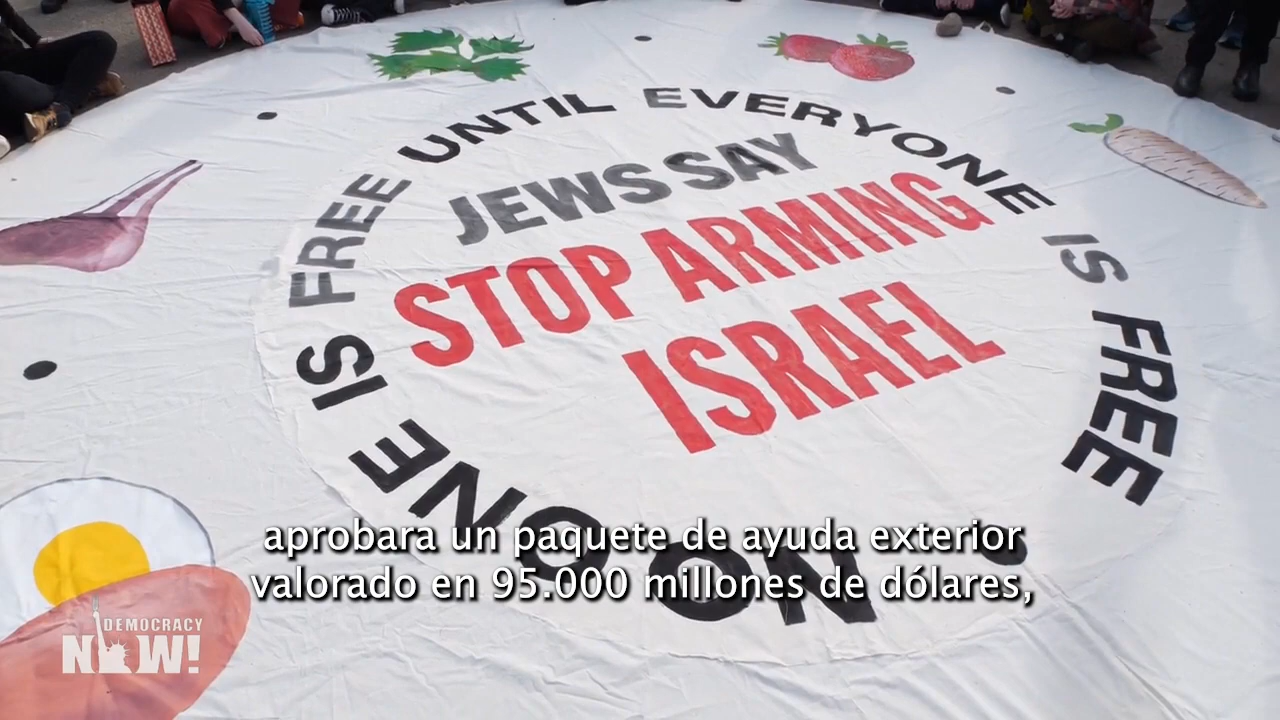 NO ONE IS FREE UNTIL EVERYONE IS FREE
JEWS SAY
STOP ARMING
ISRAEL
aprobara un paquete de ayuda exterior
valorado en 95.000 millones de dólares,
DEMOCRACY
NOW!